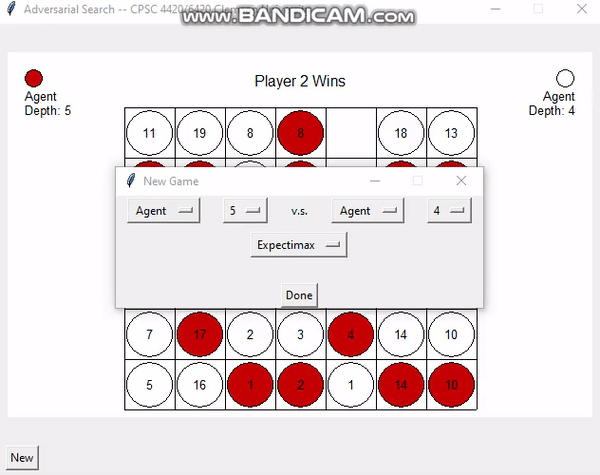 Adversarial Search -- CPSC 4420/6420
www.BANDICAM.com
Agent
Depth: 5
Player 2 Wins
Agent
Depth: 4
11 19 8 8 18 13
New Game
Agent 5 v.s. Agent 4
Expectimax
Done
7 17 2 3 4 14 10
5 16 1 2 1 14 10
New